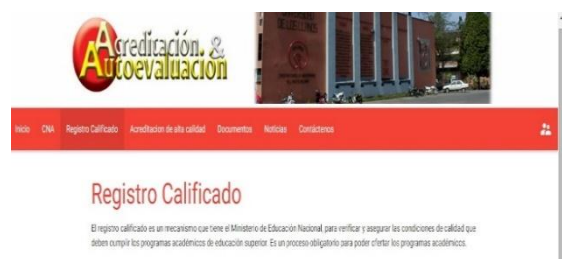 Acreditación. &
Autoevaluación
Inicio CNA Registro Calificado Acreditacion de alta calidad Documentos Noticias Contáctenos
Registro Calificado
El registro calificado es un mecanismo que tiene el Ministerio de Educación Nacional, para verificar y asegurar las condiciones de calidad que
deben cumplir los programas académicos de educación superior. Es un proceso obligatorio para poder ofertar los programas académicos.